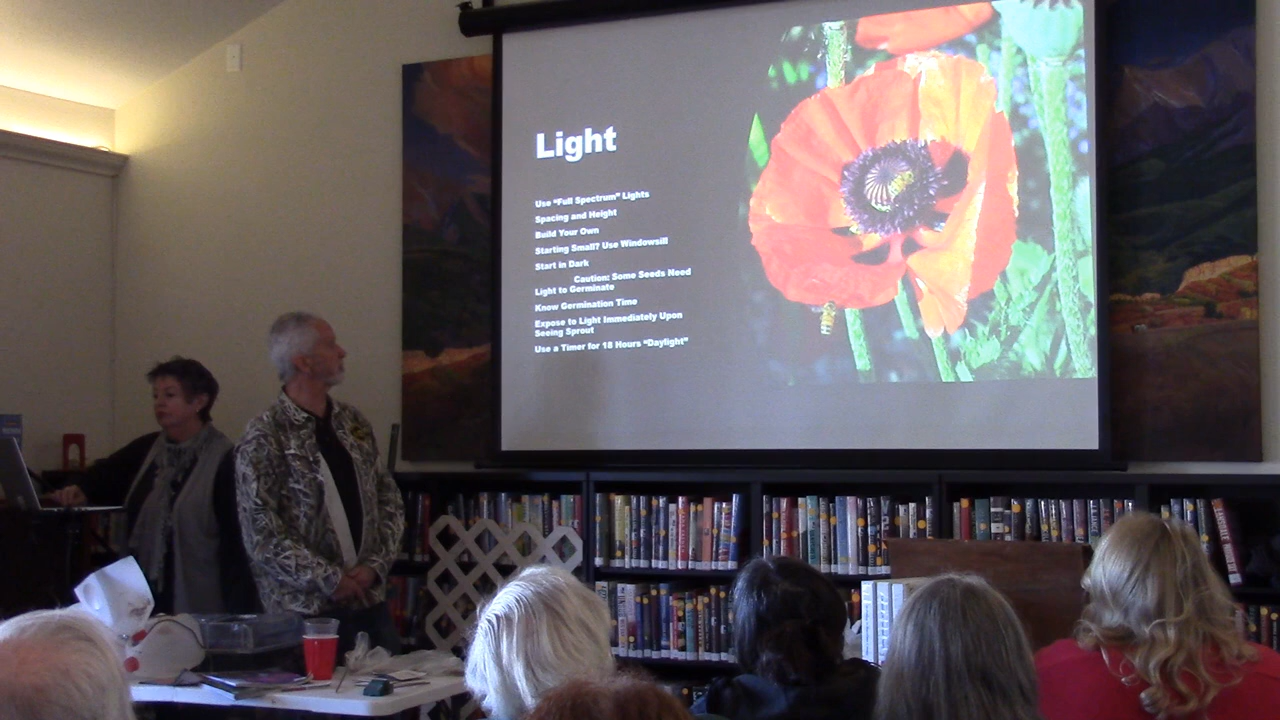 Light
Use "Full Spectrum" Lights
Spacing and Height
Build Your Own
Starting Small? Use Windowsill
Start in Dark
Caution: Some Seeds Need
Light to Germinate
Know Germination Time
Expose to Light Immediately Upon
Seeing Sprout
Use a Timer for 18 Hours "Daylight"